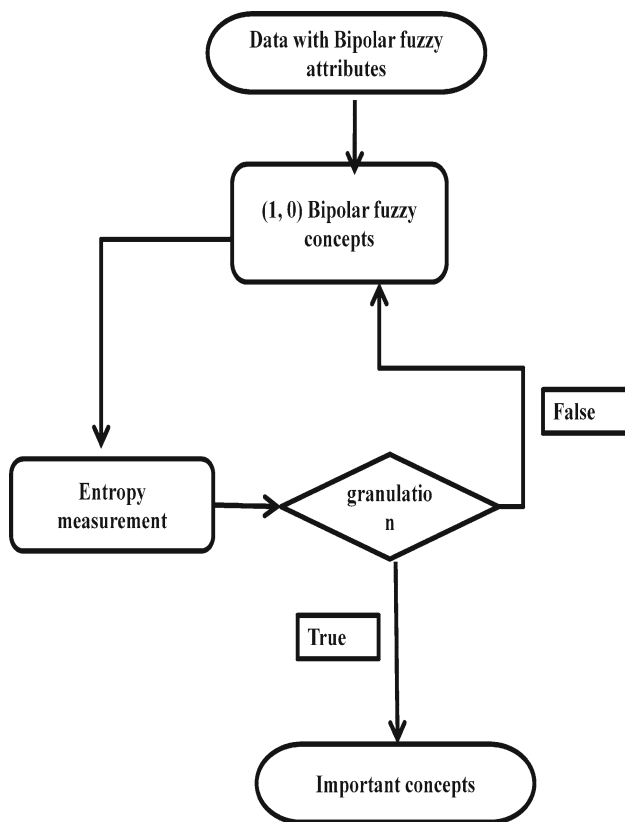 Data with Bipolar fuzzy
attributes
(1, 0) Bipolar fuzzy
concepts
False
Entropy
measurement
granulatio
n
True
Important concepts